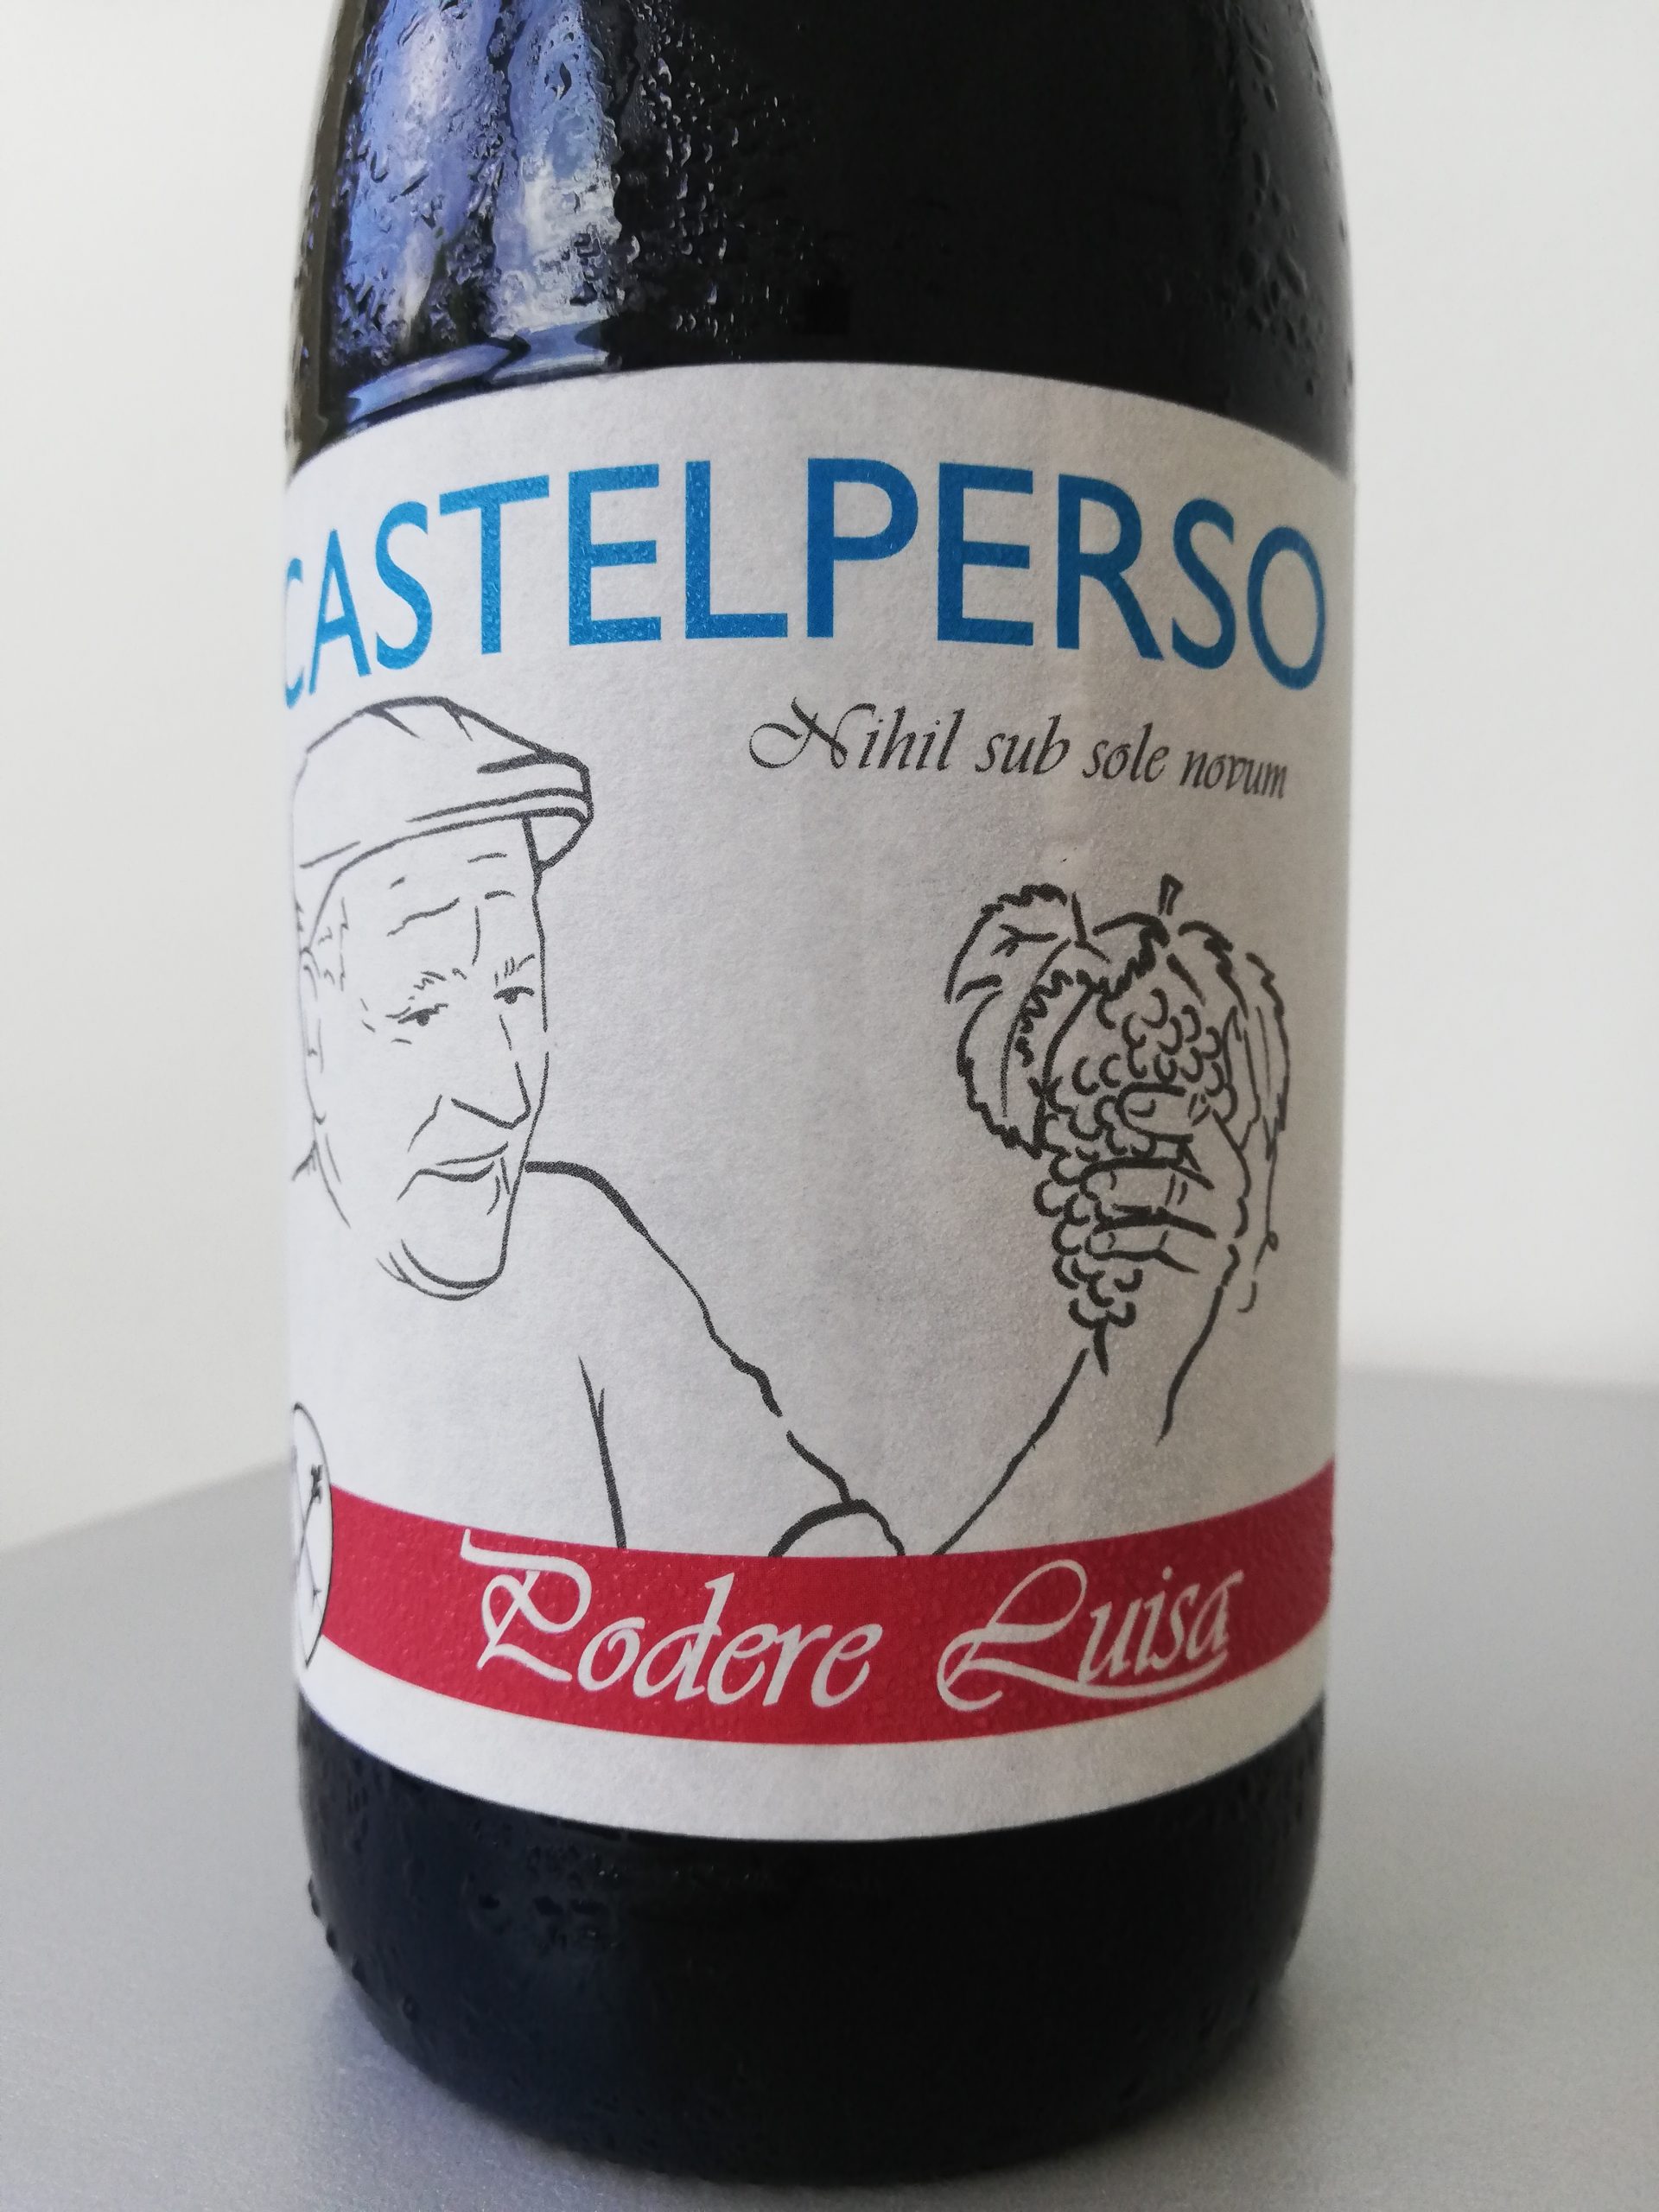 CASTELPERSO
Nihil sub sole novum
Podere Luisa